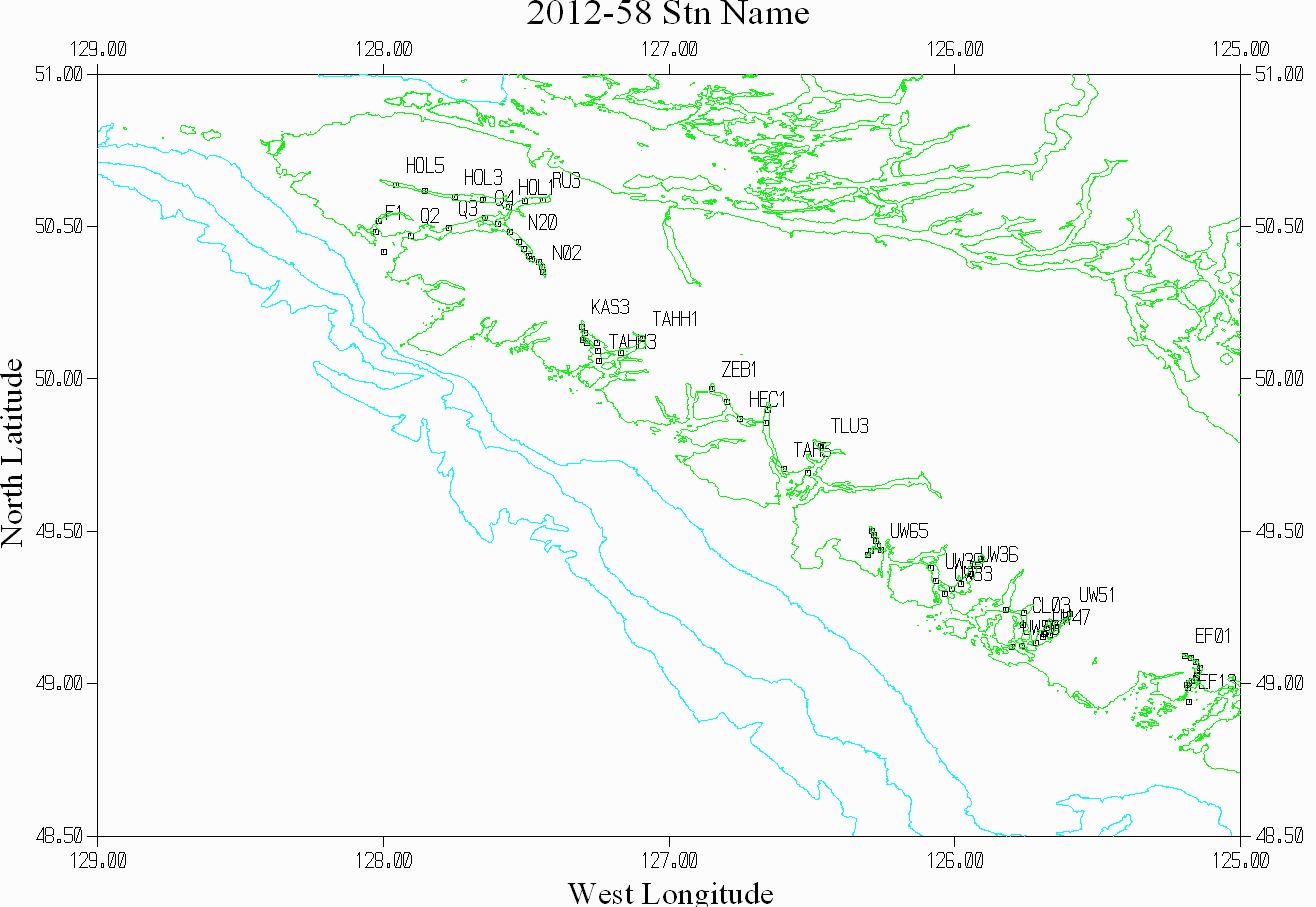 2012-58 Stn Name
129.00 128.00 127.00 126.00 125.00
51.00 51.00
HOL5
HOL3
RU3
HOL1
Q4
Q3
E1
Q2
50.50 50.50
N20
N02
KAS3
TAHH1
TAHH3
50.00 50.00
ZEB1
HEC1
TLU3
TAH5
49.50 49.50
UW65
UW36
UW33
UW51
CL03
UW47
EF01
49.00 49.00
EF13
48.50 48.50
129.00 128.00 127.00 126.00 125.00
West Longitude
North Latitude